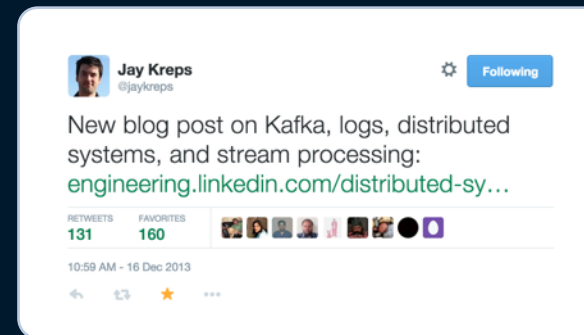 Jay Kreps
@jaykreps
Following
New blog post on Kafka, logs, distributed
systems, and stream processing:
engineering.linkedin.com/distributed-sy...
RETWEETS FAVORITES
131 160
10:59 AM - 16 Dec 2013